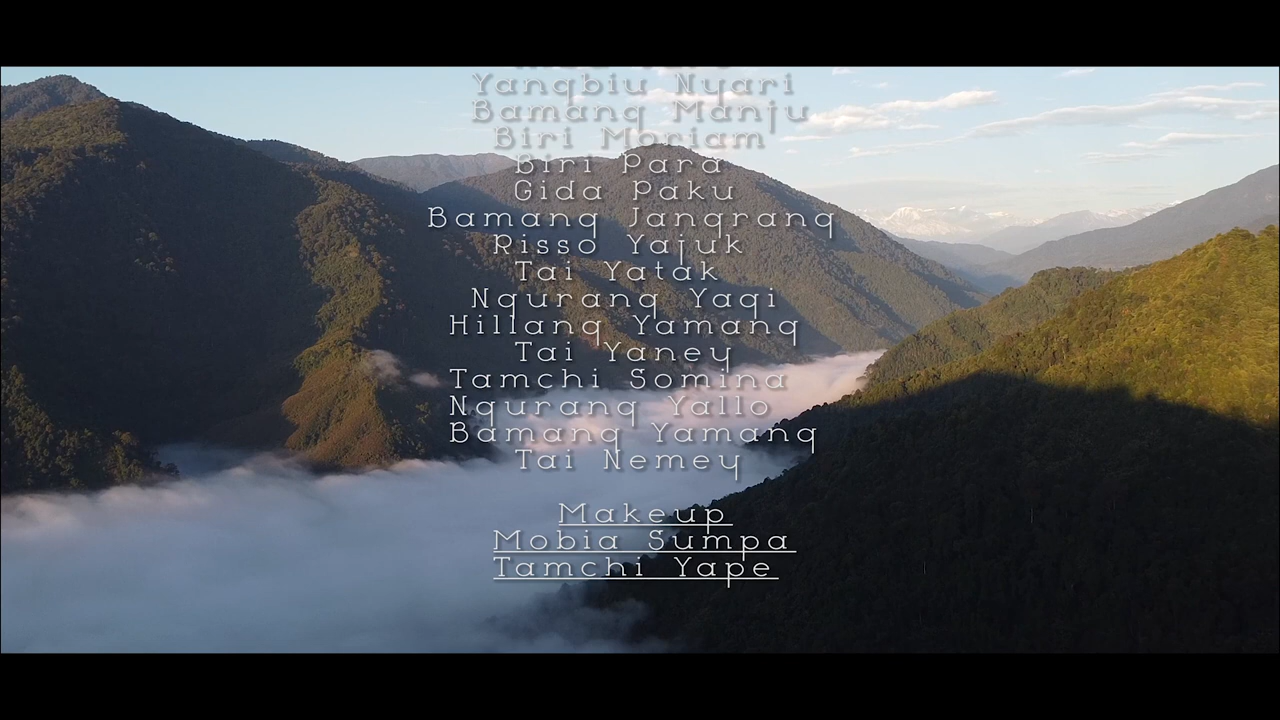 Yangbiu Nyari
Bamang Manju
Biri Moriam
Biri Para
Gida Paku
Bamang Jangrang
Risso Yajuk
Tai Yatak
Ngurang Yagi
Hillang Yamang
Tai Yaney
Tamchi Somina
Ngurang Yallo
Bamang Yamang
Tai Nemey
Makeup
Mobia Sumpa
Tamchi Yape